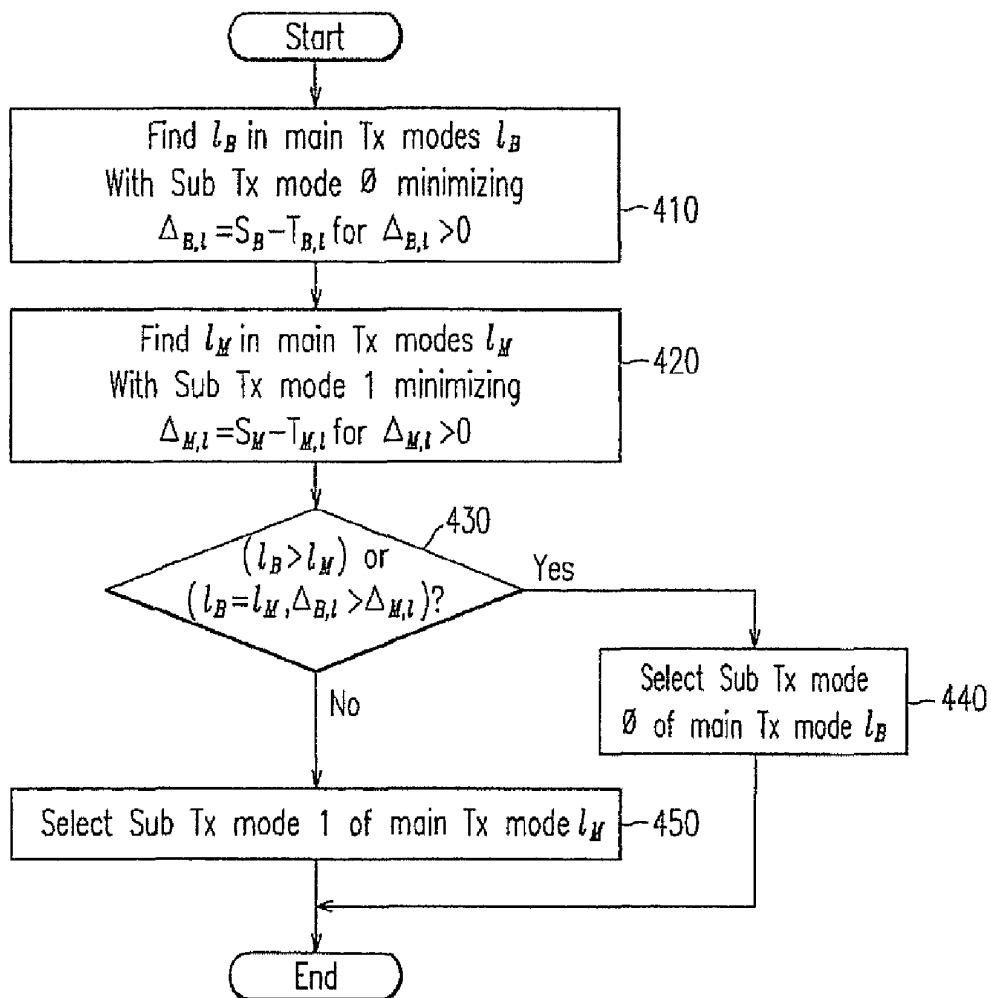 Start
Find l_B in main Tx modes l_B
With Sub Tx mode Ø minimizing
Δ_B,l=S_B−T_B,l for Δ_B,l>0
410
Find l_M in main Tx modes l_M
With Sub Tx mode 1 minimizing
Δ_M,l=S_M−T_M,l for Δ_M,l>0
420
430
(l_B>l_M) or
(l_B=l_M,Δ_B,l>Δ_M,l)?
Yes
No
Select Sub Tx mode
Ø of main Tx mode l_B
440
Select Sub Tx mode 1 of main Tx mode l_M
450
End